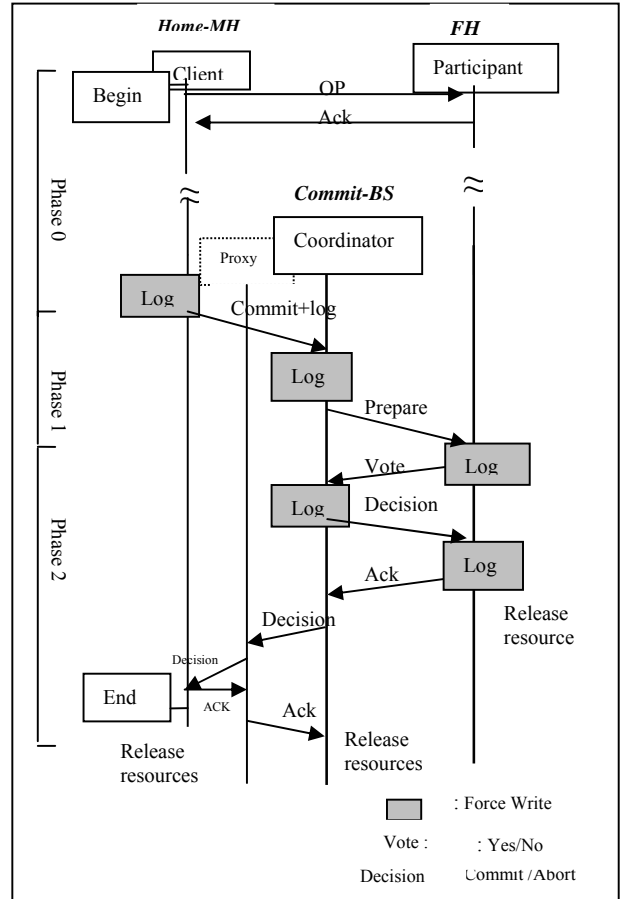 Home-MH
FH
Client
Participant
Begin
OP
Ack
Phase 0
Commit-BS
Coordinator
Proxy
Log
Commit+log
Log
Phase 1
Prepare
Vote
Log
Log
Decision
Phase 2
Log
Ack
Decision
Release
resource
Decision
End
ACK
Ack
Release
resources
Release
resources
: Force Write
Vote : : Yes/No
Decision Commit /Abort